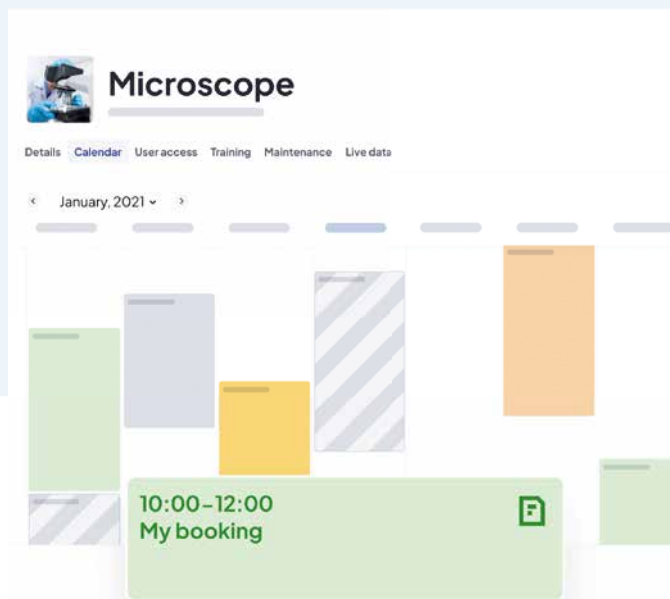 Microscope
Details Calendar User access Training Maintenance Live data
January, 2021
10:00–12:00
My booking